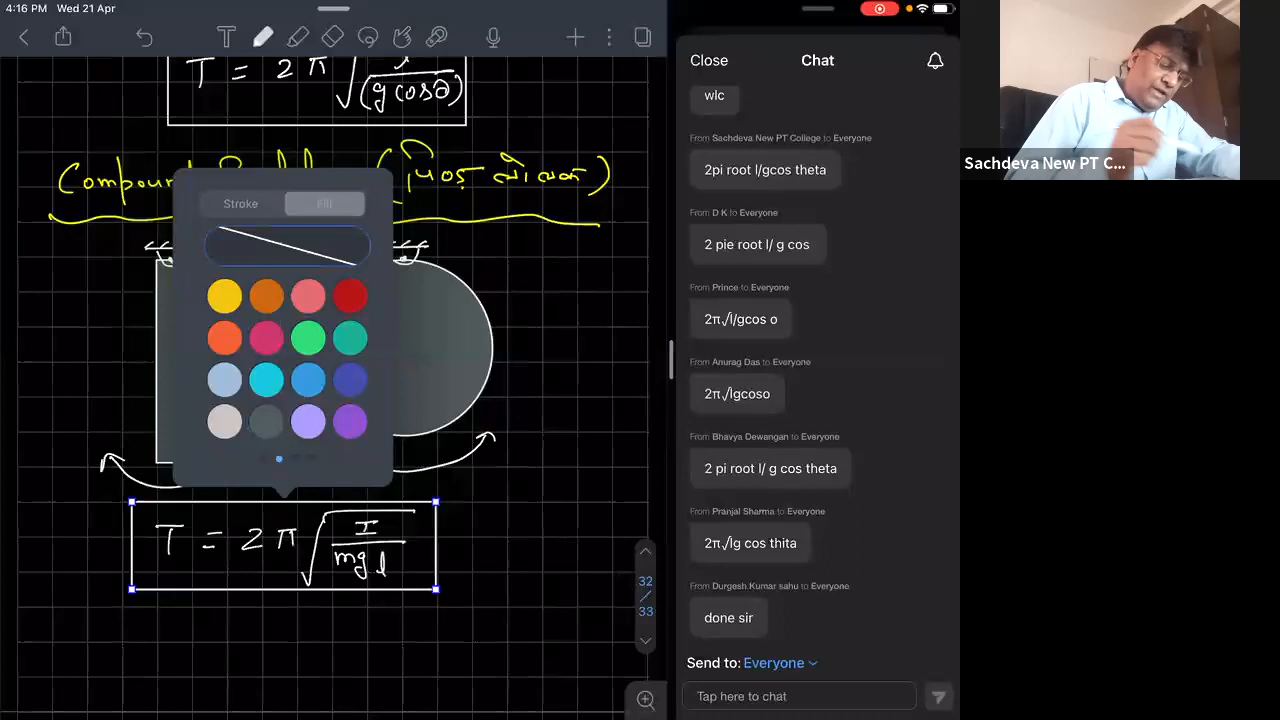 4:16 PM Wed 21 Apr
T = 2 π √ (g cosθ)
Compound (पिण्ड लोलक)
Stroke Fill
T = 2 π √ I / mg l
32
33
Close Chat
wlc
From Sachdeva New PT College to Everyone
2pi root l/gcos theta
From D K to Everyone
2 pie root l/ g cos
From Prince to Everyone
2π√l/gcos o
From Anurag Das to Everyone
2π√lgcoso
From Bhavya Dewangan to Everyone
2 pi root l/ g cos theta
From Pranjal Sharma to Everyone
2π√lg cos thita
From Durgesh Kumar sahu to Everyone
done sir
Send to: Everyone
Tap here to chat
Sachdeva New PT C...